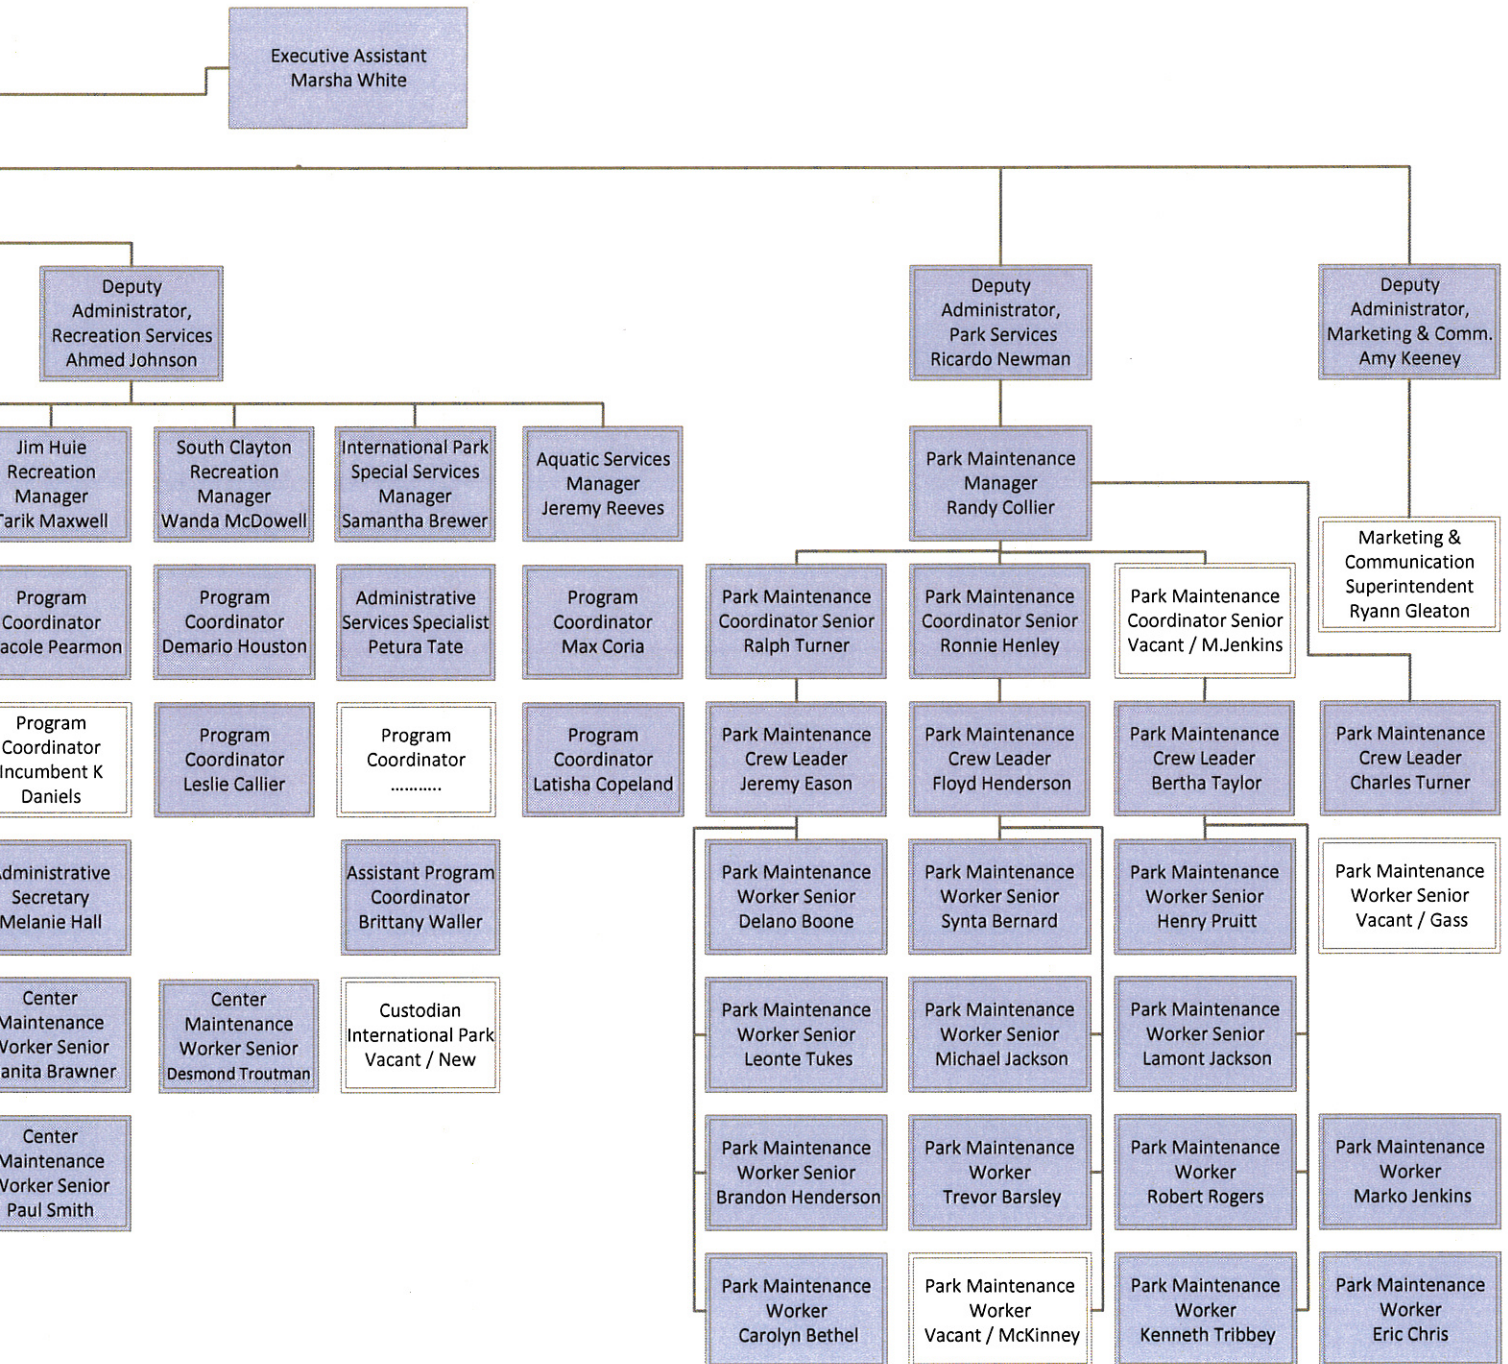 Executive Assistant
Marsha White
Deputy
Administrator,
Recreation Services
Ahmed Johnson
Deputy
Administrator,
Park Services
Ricardo Newman
Deputy
Administrator,
Marketing & Comm.
Amy Keeney
Jim Huie
Recreation
Manager
Tarik Maxwell
South Clayton
Recreation
Manager
Wanda McDowell
International Park
Special Services
Manager
Samantha Brewer
Aquatic Services
Manager
Jeremy Reeves
Park Maintenance
Manager
Randy Collier
Marketing &
Communication
Superintendent
Ryann Gleaton
Program
Coordinator
Pearmon
Program
Coordinator
Demario Houston
Administrative
Services Specialist
Petura Tate
Program
Coordinator
Max Coria
Park Maintenance
Coordinator Senior
Ralph Turner
Park Maintenance
Coordinator Senior
Ronnie Henley
Park Maintenance
Coordinator Senior
Vacant / M.Jenkins
Program
Coordinator
Incumbent K
Daniels
Program
Coordinator
Leslie Callier
Program
Coordinator
...........
Program
Coordinator
Latisha Copeland
Park Maintenance
Crew Leader
Jeremy Eason
Park Maintenance
Crew Leader
Floyd Henderson
Park Maintenance
Crew Leader
Bertha Taylor
Park Maintenance
Crew Leader
Charles Turner
Administrative
Secretary
Melanie Hall
Assistant Program
Coordinator
Brittany Waller
Park Maintenance
Worker Senior
Delano Boone
Park Maintenance
Worker Senior
Synta Bernard
Park Maintenance
Worker Senior
Henry Pruitt
Park Maintenance
Worker Senior
Vacant / Gass
Center
Maintenance
Worker Senior
Brawner
Center
Maintenance
Worker Senior
Desmond Troutman
Custodian
International Park
Vacant / New
Park Maintenance
Worker Senior
Leonte Tukes
Park Maintenance
Worker Senior
Michael Jackson
Park Maintenance
Worker Senior
Lamont Jackson
Center
Maintenance
Worker Senior
Paul Smith
Park Maintenance
Worker Senior
Brandon Henderson
Park Maintenance
Worker
Trevor Barsley
Park Maintenance
Worker
Robert Rogers
Park Maintenance
Worker
Marko Jenkins
Park Maintenance
Worker
Carolyn Bethel
Park Maintenance
Worker
Vacant / McKinney
Park Maintenance
Worker
Kenneth Tribbey
Park Maintenance
Worker
Eric Chris